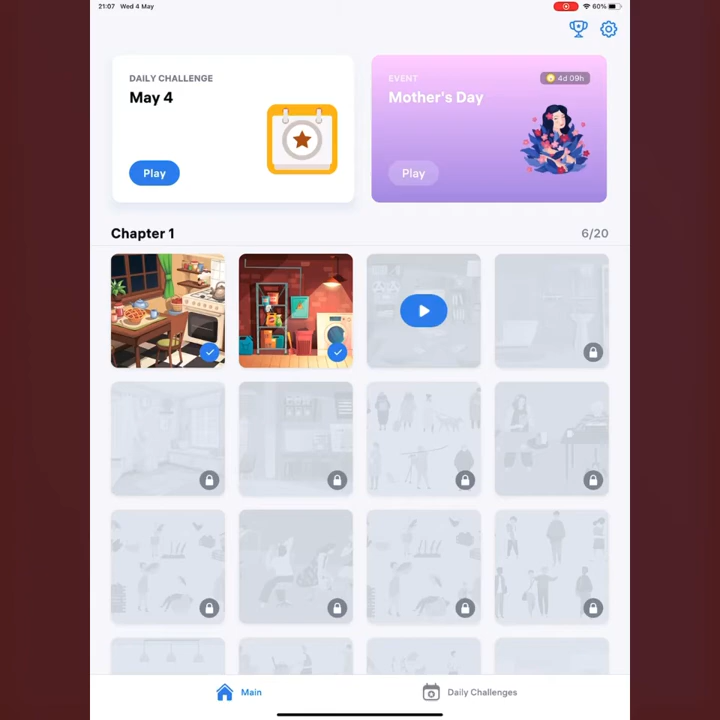 21:07 Wed 4 May
60%
DAILY CHALLENGE
May 4
Play
EVENT
4d 09h
Mother's Day
Play
Chapter 1
6/20
Main
Daily Challenges